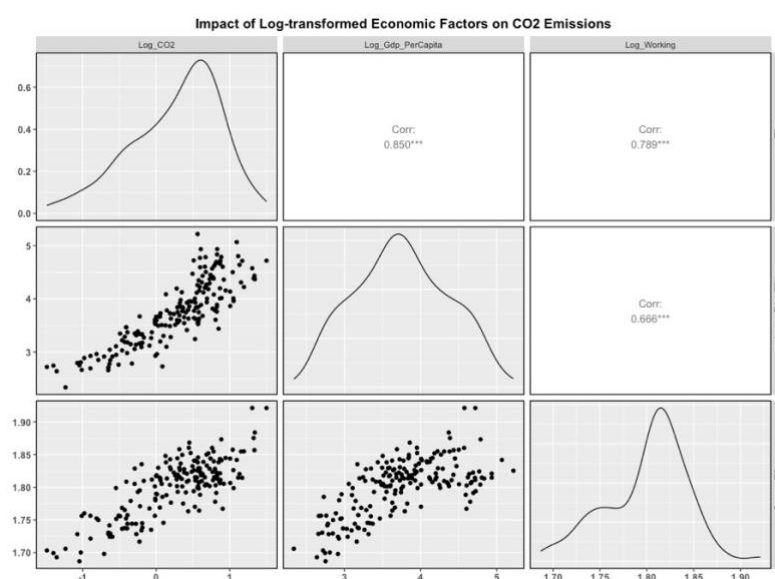 Impact of Log-transformed Economic Factors on CO2 Emissions
Log_CO2 Log_Gdp_PerCapita Log_Working
0.6
0.4
0.2
0.0
Corr:
0.850***
Corr:
0.789***
5
4
3
Corr:
0.666***
1.90
1.85
1.80
1.75
1.70
-1 0 1 3 4 5 1.70 1.75 1.80 1.85 1.90